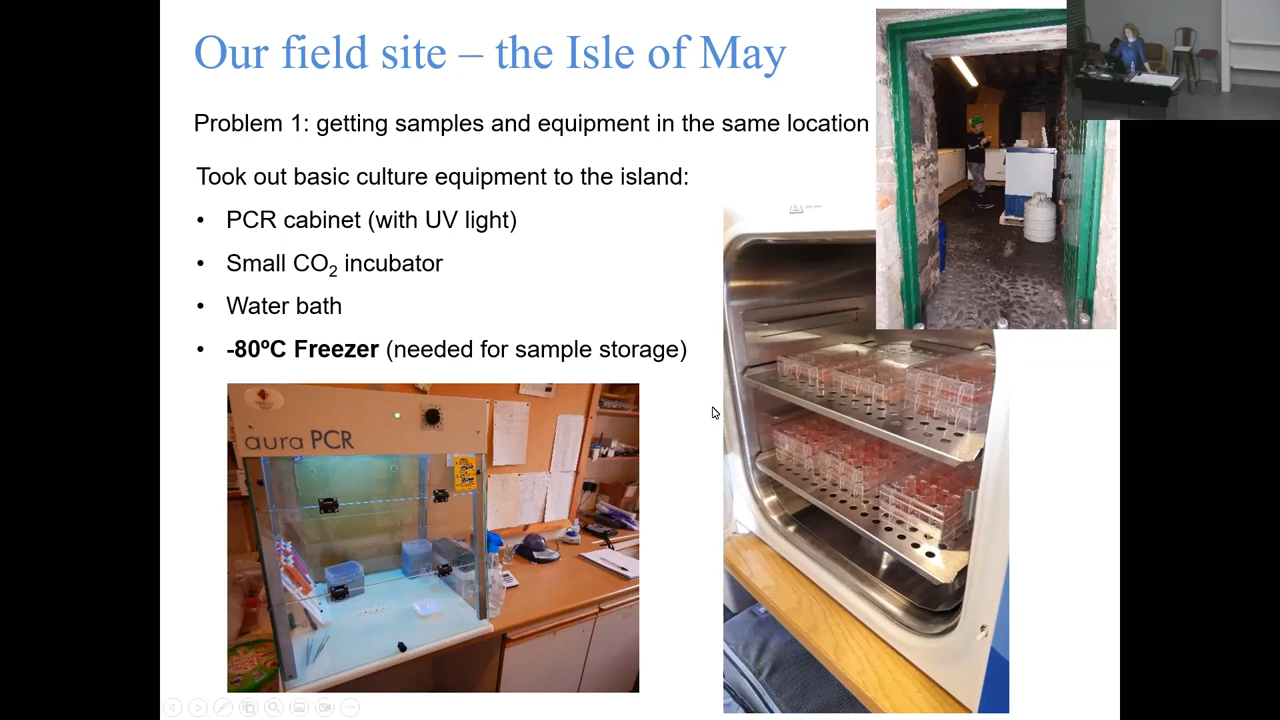 Our field site – the Isle of May
Problem 1: getting samples and equipment in the same location
Took out basic culture equipment to the island:
• PCR cabinet (with UV light)
• Small CO₂ incubator
• Water bath
• -80ºC Freezer (needed for sample storage)
aura PCR